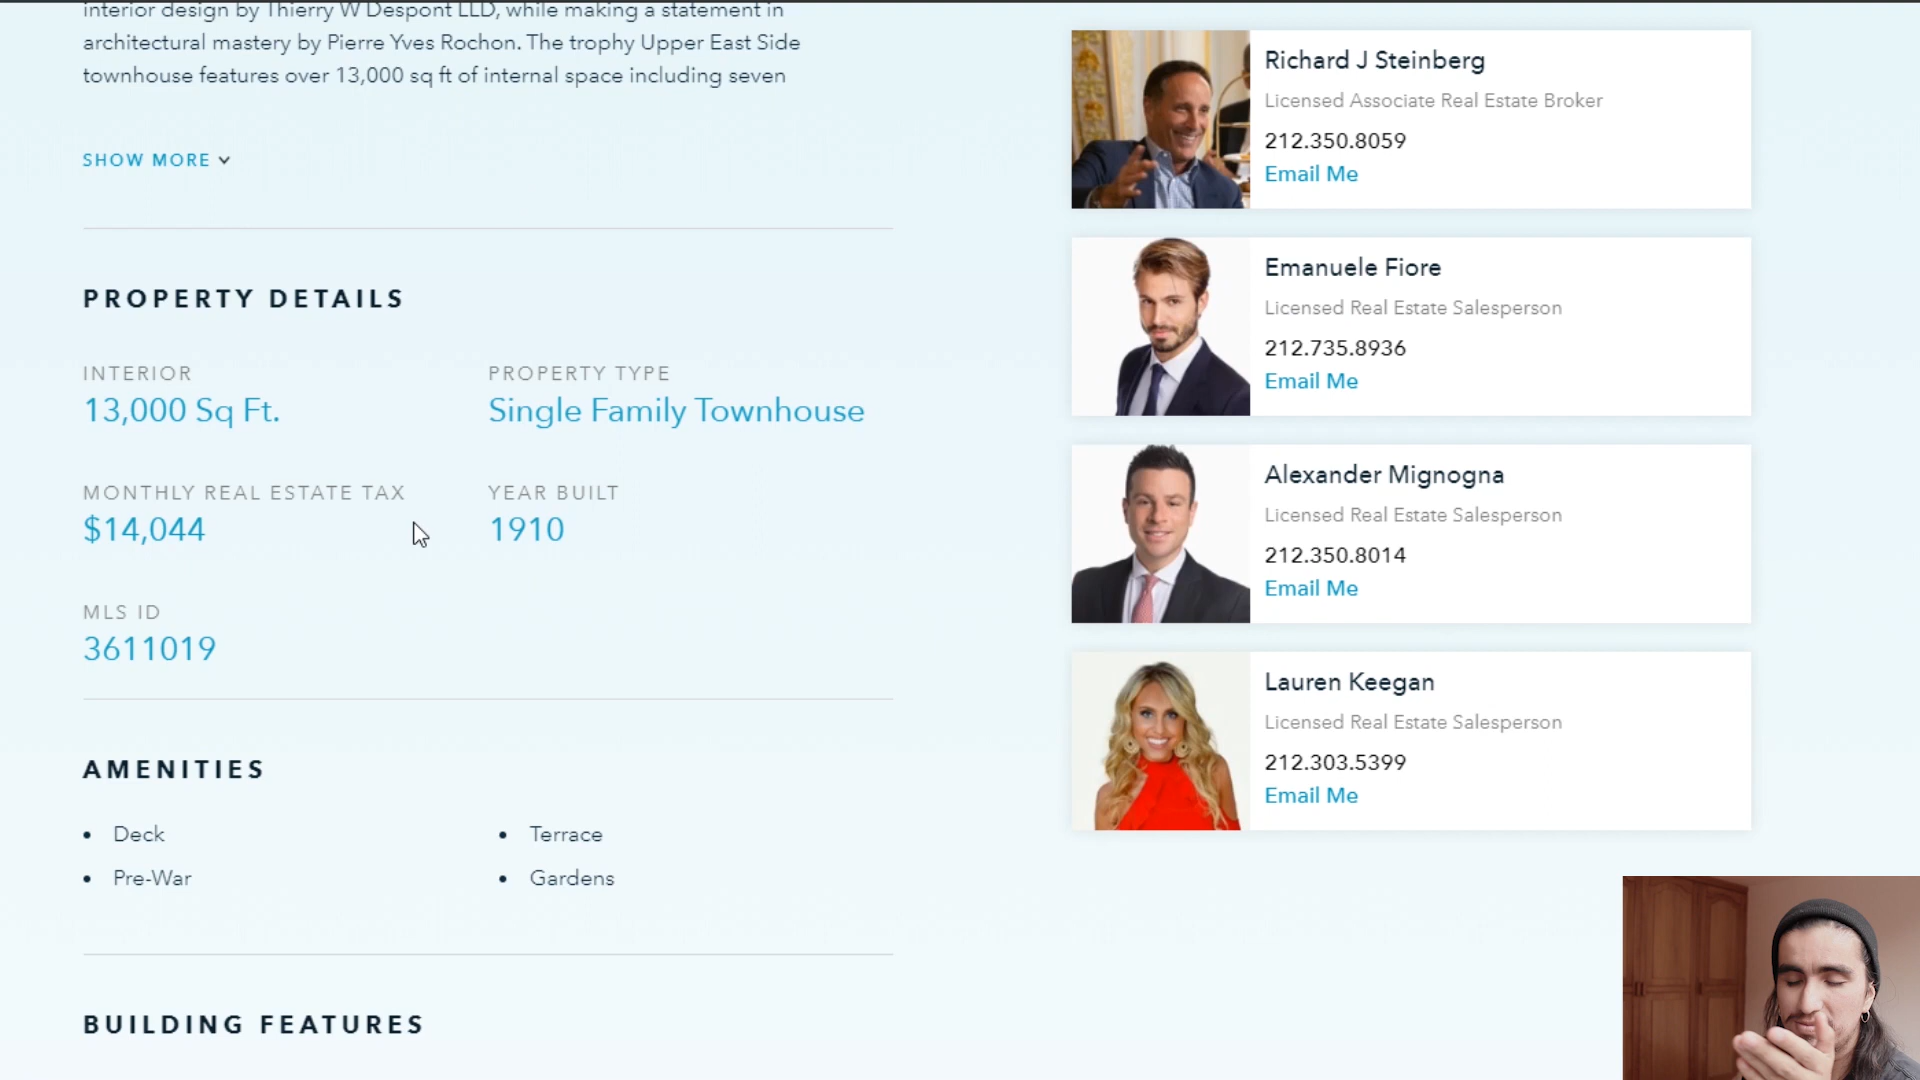 interior design by Thierry W Despont LLD, while making a statement in
architectural mastery by Pierre Yves Rochon. The trophy Upper East Side
townhouse features over 13,000 sq ft of internal space including seven
SHOW MORE
PROPERTY DETAILS
INTERIOR
13,000 Sq Ft.
PROPERTY TYPE
Single Family Townhouse
MONTHLY REAL ESTATE TAX
$14,044
YEAR BUILT
1910
MLS ID
3611019
AMENITIES
• Deck
• Terrace
• Pre-War
• Gardens
BUILDING FEATURES
Richard J Steinberg
Licensed Associate Real Estate Broker
212.350.8059
Email Me
Emanuele Fiore
Licensed Real Estate Salesperson
212.735.8936
Email Me
Alexander Mignogna
Licensed Real Estate Salesperson
212.350.8014
Email Me
Lauren Keegan
Licensed Real Estate Salesperson
212.303.5399
Email Me